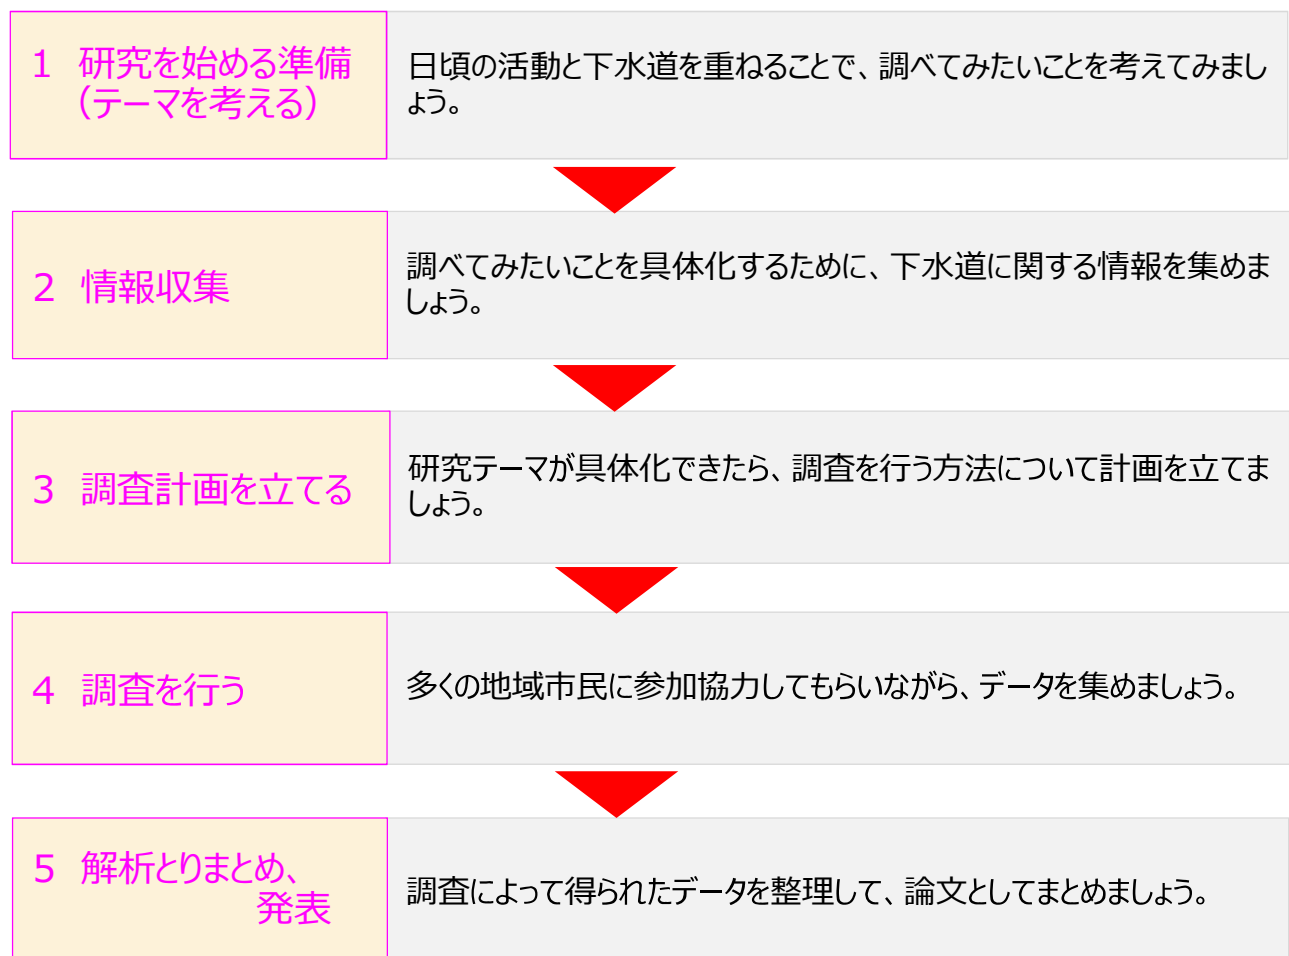 1 研究を始める準備
（テーマを考える）
日頃の活動と下水道を重ねることで、調べてみたいことを考えてみまし
ょう。
2 情報収集
調べてみたいことを具体化するために、下水道に関する情報を集めま
しょう。
3 調査計画を立てる
研究テーマが具体化できたら、調査を行う方法について計画を立てま
しょう。
4 調査を行う
多くの地域市民に参加協力してもらいながら、データを集めましょう。
5 解析とりまとめ、
発表
調査によって得られたデータを整理して、論文としてまとめましょう。